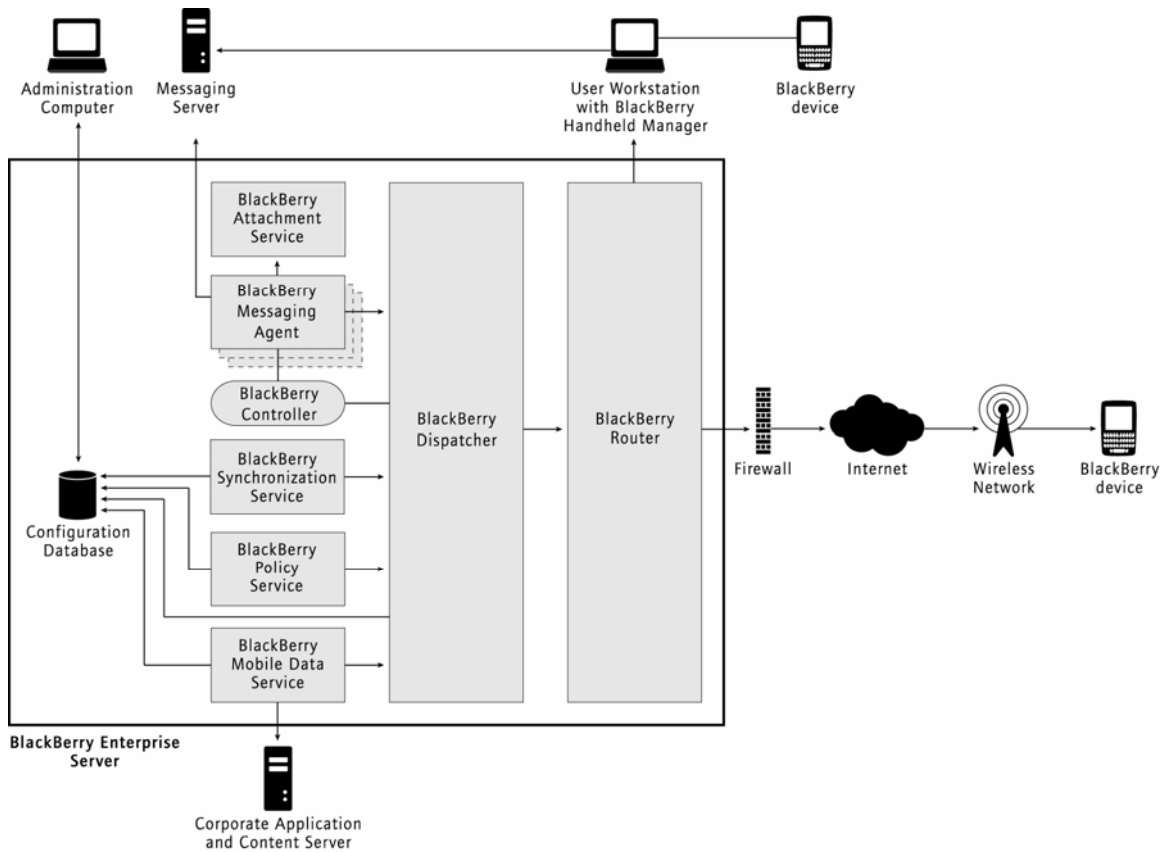 Administration
Computer
Messaging
Server
User Workstation
with BlackBerry
Handheld Manager
BlackBerry
device
BlackBerry
Attachment
Service
BlackBerry
Messaging
Agent
BlackBerry
Controller
BlackBerry
Dispatcher
BlackBerry
Router
Firewall
Internet
Wireless
Network
BlackBerry
device
BlackBerry
Synchronization
Service
Configuration
Database
BlackBerry
Policy
Service
BlackBerry
Mobile Data
Service
BlackBerry Enterprise
Server
Corporate Application
and Content Server